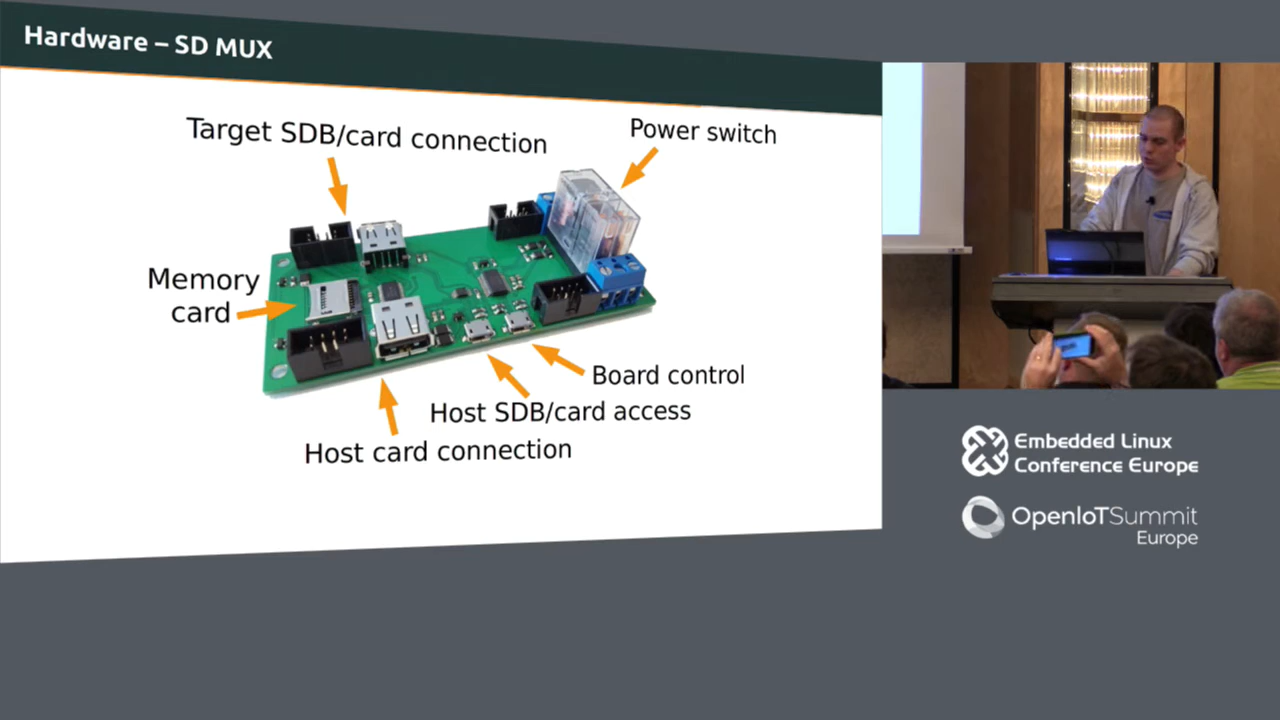 Hardware – SD MUX
Target SDB/card connection
Power switch
Memory
card
Board control
Host SDB/card access
Host card connection
Embedded Linux
Conference Europe
OpenIoTSummit
Europe